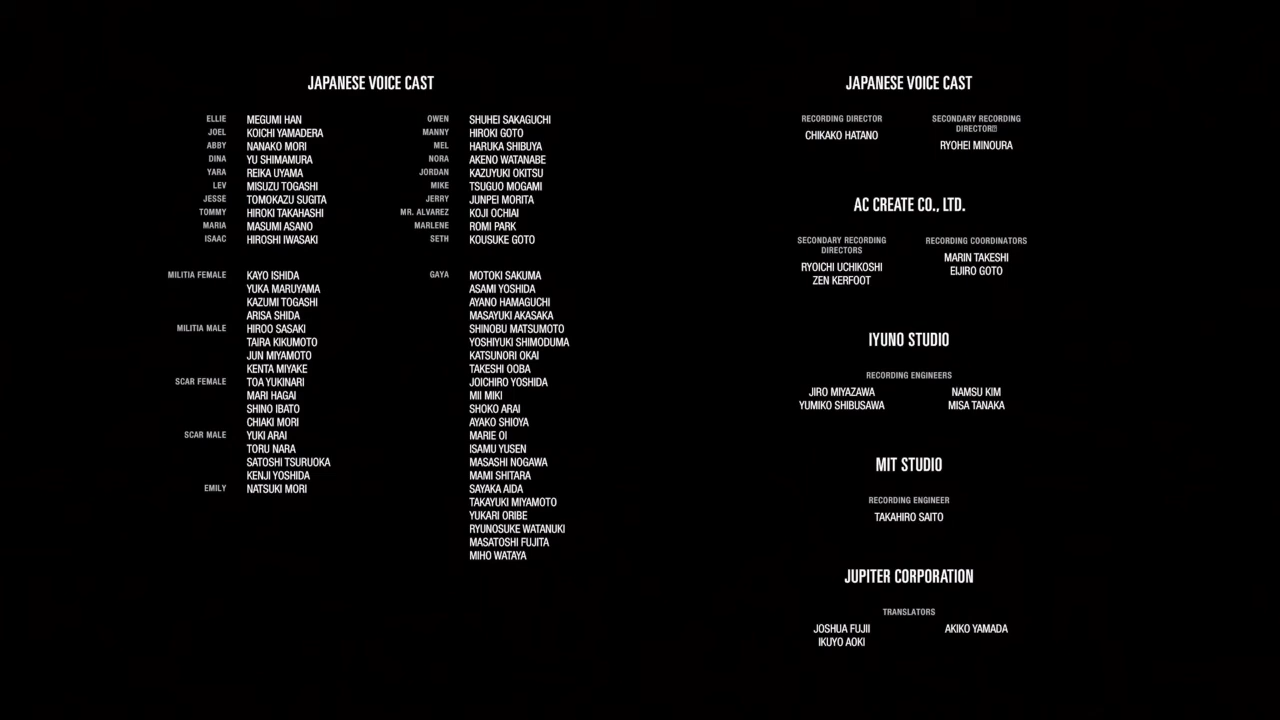 JAPANESE VOICE CAST
ELLIE MEGUMI HAN
JOEL KOICHI YAMADERA
ABBY NANAKO MORI
DINA YU SHIMAMURA
YARA REIKA UYAMA
LEV MISUZU TOGASHI
JESSE TOMOKAZU SUGITA
TOMMY HIROKI TAKAHASHI
MARIA MASUMI ASANO
ISAAC HIROSHI IWASAKI
MILITIA FEMALE KAYO ISHIDA
YUKA MARUYAMA
KAZUMI TOGASHI
ARISA SHIDA
MILITIA MALE HIROO SASAKI
TAIRA KIKUMOTO
JUN MIYAMOTO
KENTA MIYAKE
SCAR FEMALE TOA YUKINARI
MARI HAGAI
SHINO IBATO
CHIAKI MORI
SCAR MALE YUKI ARAI
TORU NARA
SATOSHI TSURUOKA
KENJI YOSHIDA
EMILY NATSUKI MORI
OWEN SHUHEI SAKAGUCHI
MANNY HIROKI GOTO
MEL HARUKA SHIBUYA
NORA AKENO WATANABE
JORDAN KAZUYUKI OKITSU
MIKE TSUGUO MOGAMI
JERRY JUNPEI MORITA
MR. ALVAREZ KOJI OCHIAI
MARLENE ROMI PARK
SETH KOUSUKE GOTO
GAYA MOTOKI SAKUMA
ASAMI YOSHIDA
AYANO HAMAGUCHI
MASAYUKI AKASAKA
SHINOBU MATSUMOTO
YOSHIYUKI SHIMODUMA
KATSUNORI OKAI
TAKESHI OOBA
JOICHIRO YOSHIDA
MII MIKI
SHOKO ARAI
AYAKO SHIOYA
MARIE OI
ISAMU YUSEN
MASASHI NOGAWA
MAMI SHITARA
SAYAKA AIDA
TAKAYUKI MIYAMOTO
YUKARI ORIBE
RYUNOSUKE WATANUKI
MASATOSHI FUJITA
MIHO WATAYA
JAPANESE VOICE CAST
RECORDING DIRECTOR
CHIKAKO HATANO
SECONDARY RECORDING
DIRECTOR
RYOHEI MINOURA
AC CREATE CO., LTD.
SECONDARY RECORDING
DIRECTORS
RYOICHI UCHIKOSHI
ZEN KERFOOT
RECORDING COORDINATORS
MARIN TAKESHI
EIJIRO GOTO
IYUNO STUDIO
RECORDING ENGINEERS
JIRO MIYAZAWA NAMSU KIM
YUMIKO SHIBUSAWA MISA TANAKA
MIT STUDIO
RECORDING ENGINEER
TAKAHIRO SAITO
JUPITER CORPORATION
TRANSLATORS
JOSHUA FUJII AKIKO YAMADA
IKUYO AOKI